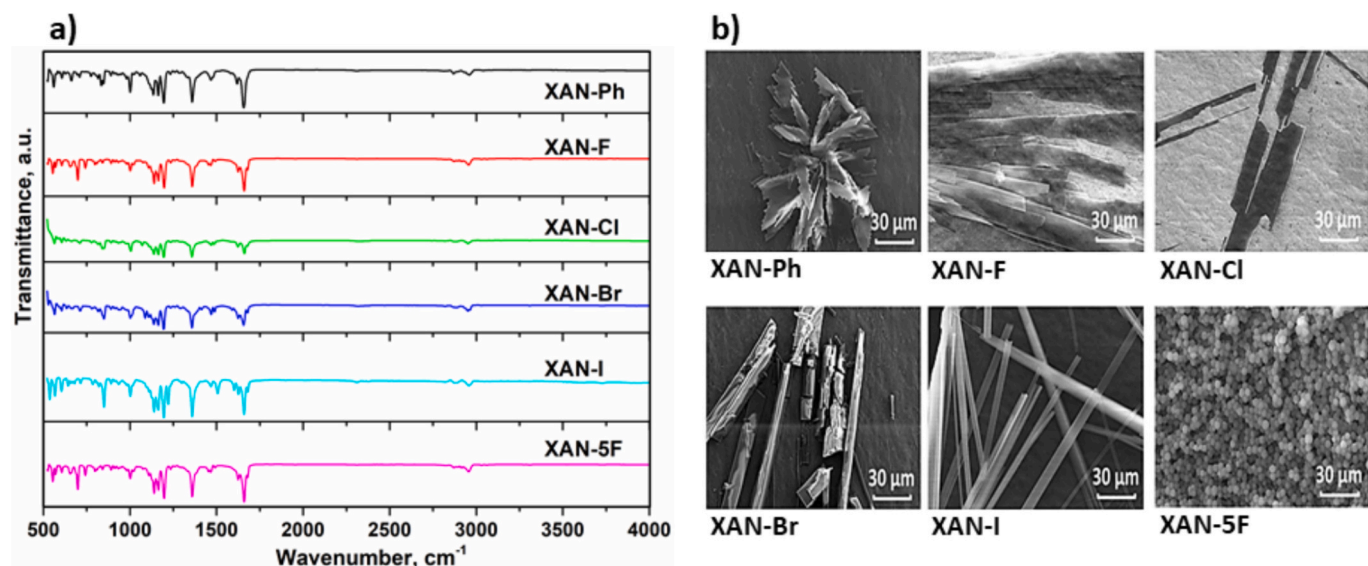 a)
Transmittance, a.u.
XAN-Ph
XAN-F
XAN-Cl
XAN-Br
XAN-I
XAN-5F
500 1000 1500 2000 2500 3000 3500 4000
Wavenumber, cm⁻¹
b)
30 µm 30 µm 30 µm
XAN-Ph XAN-F XAN-Cl
30 µm 30 µm 30 µm
XAN-Br XAN-I XAN-5F